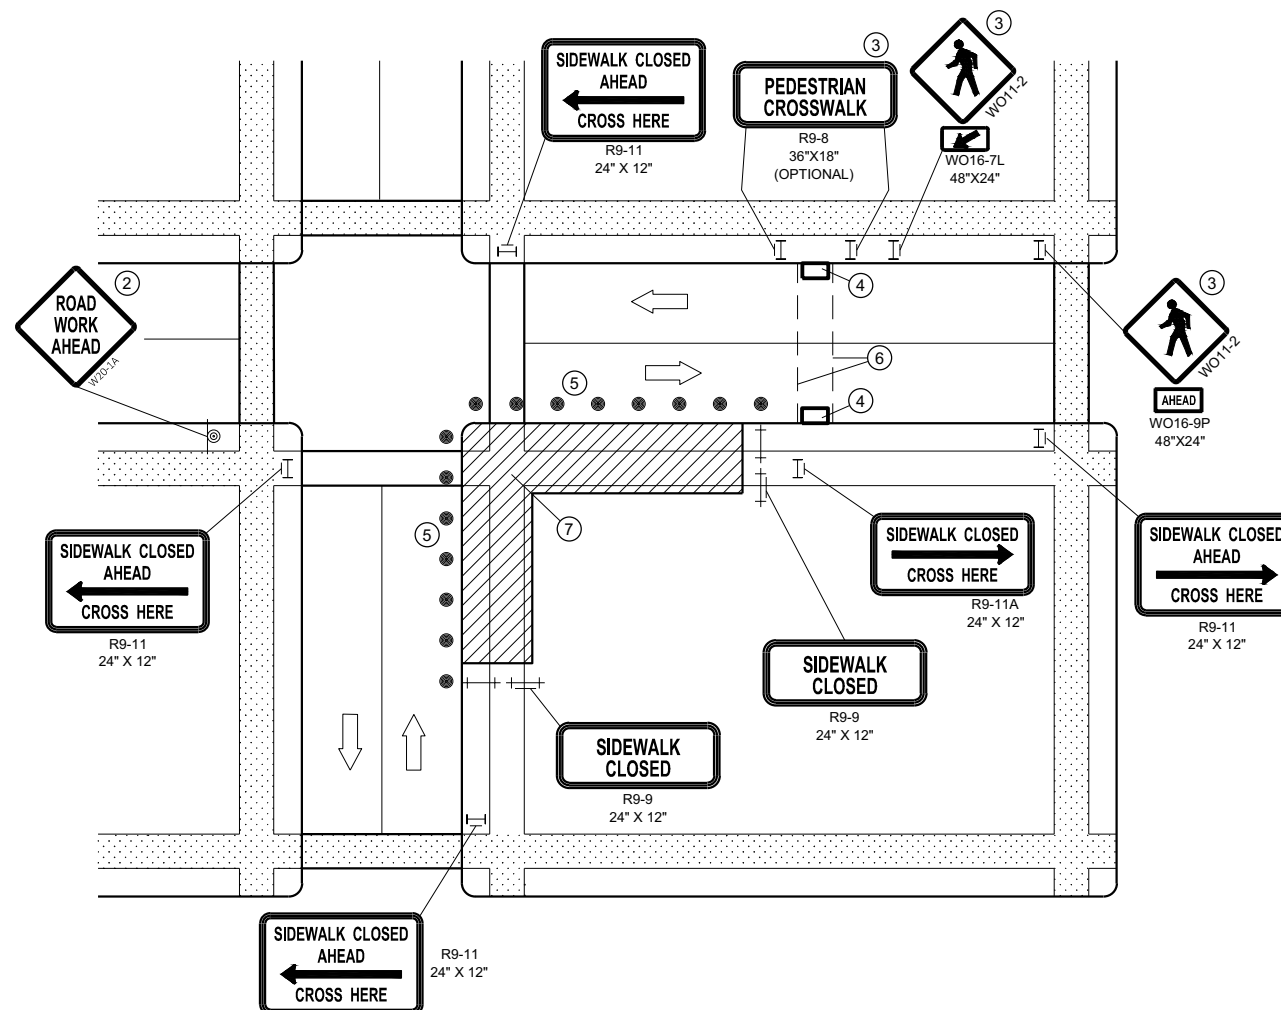 SIDEWALK CLOSED
AHEAD
CROSS HERE
R9-11
24" X 12"
3
PEDESTRIAN
CROSSWALK
R9-8
36"X18"
(OPTIONAL)
3
WO11-2
WO16-7L
48"X24"
2
ROAD
WORK
AHEAD
W20-1A
4
3
WO11-2
AHEAD
WO16-9P
48"X24"
6
5
4
5
7
SIDEWALK CLOSED
AHEAD
CROSS HERE
R9-11
24" X 12"
SIDEWALK CLOSED
CROSS HERE
R9-11A
24" X 12"
SIDEWALK CLOSED
AHEAD
CROSS HERE
R9-11
24" X 12"
SIDEWALK
CLOSED
R9-9
24" X 12"
SIDEWALK
CLOSED
R9-9
24" X 12"
SIDEWALK CLOSED
AHEAD
CROSS HERE
R9-11
24" X 12"